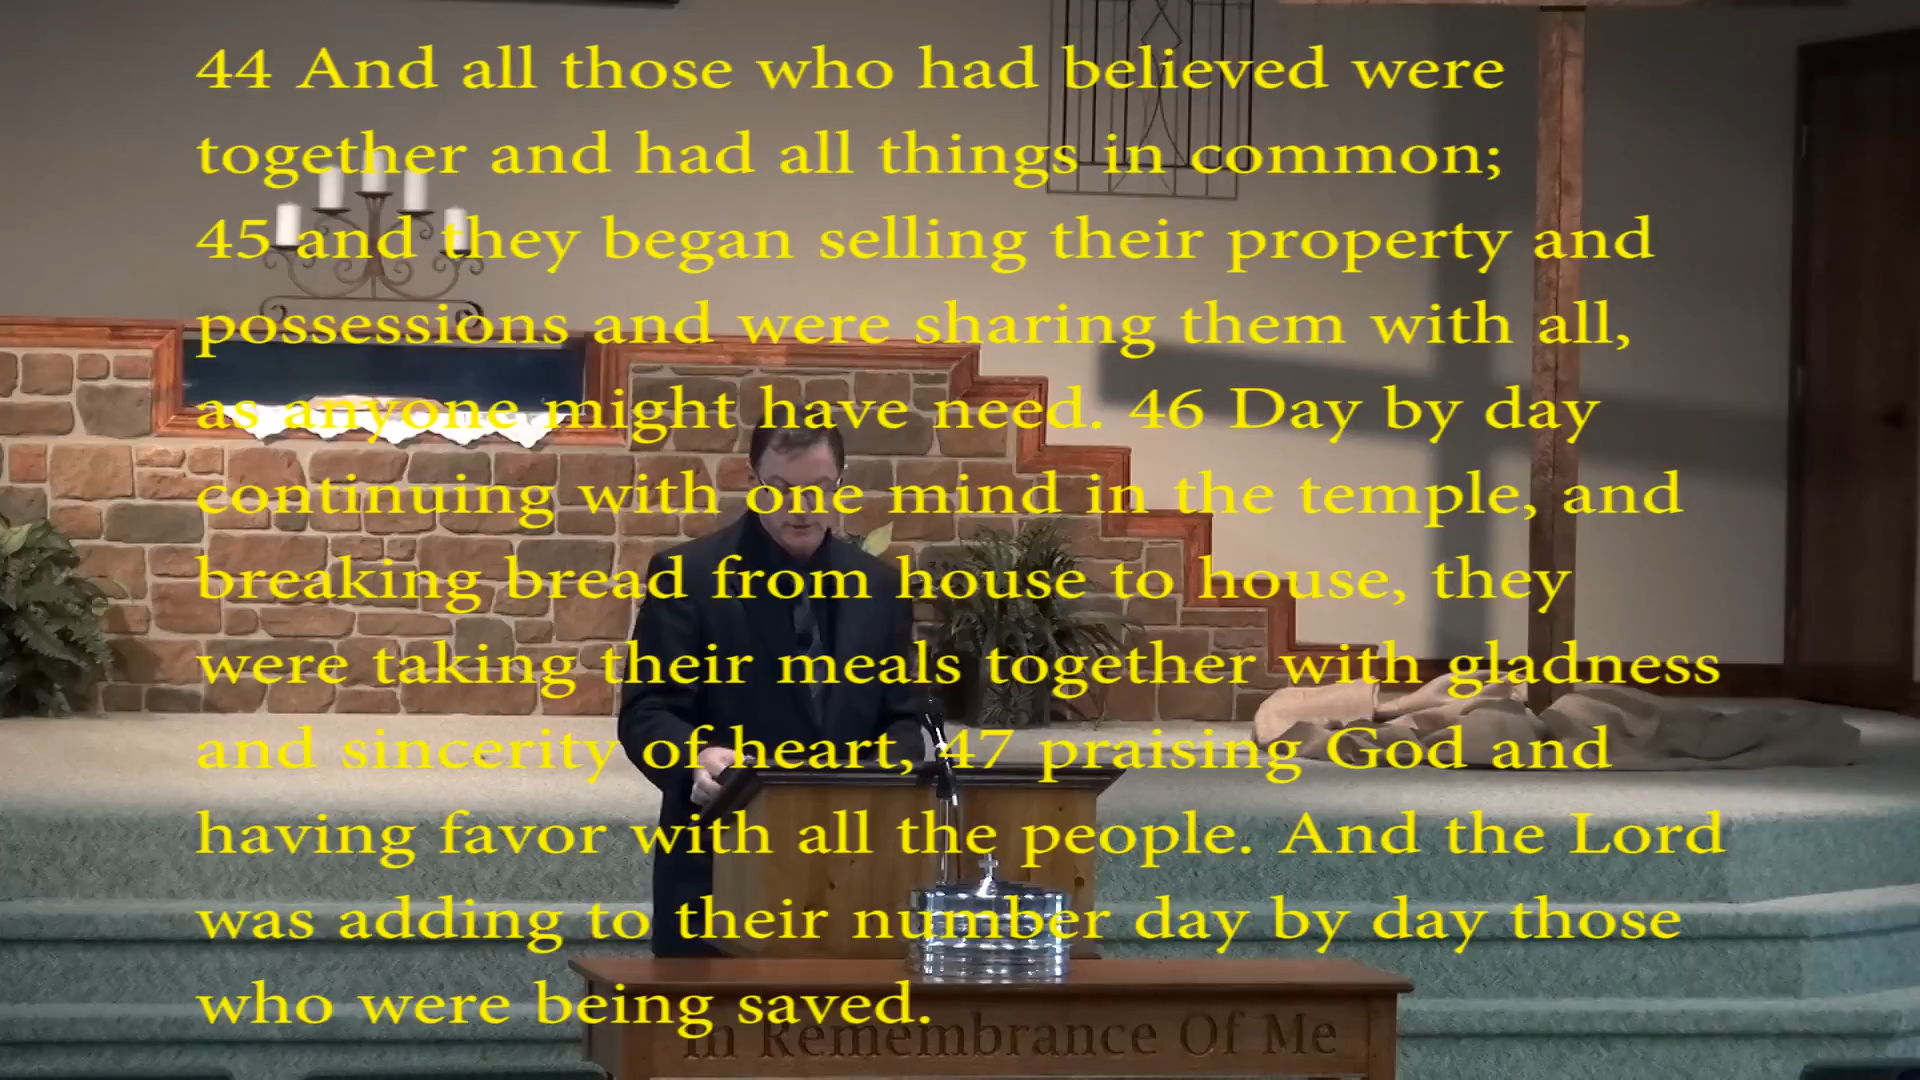 44 And all those who had believed were
together and had all things in common;
45 and they began selling their property and
possessions and were sharing them with all,
as anyone might have need. 46 Day by day
continuing with one mind in the temple, and
breaking bread from house to house, they
were taking their meals together with gladness
and sincerity of heart, 47 praising God and
having favor with all the people. And the Lord
was adding to their number day by day those
who were being saved.
In Remembrance Of Me